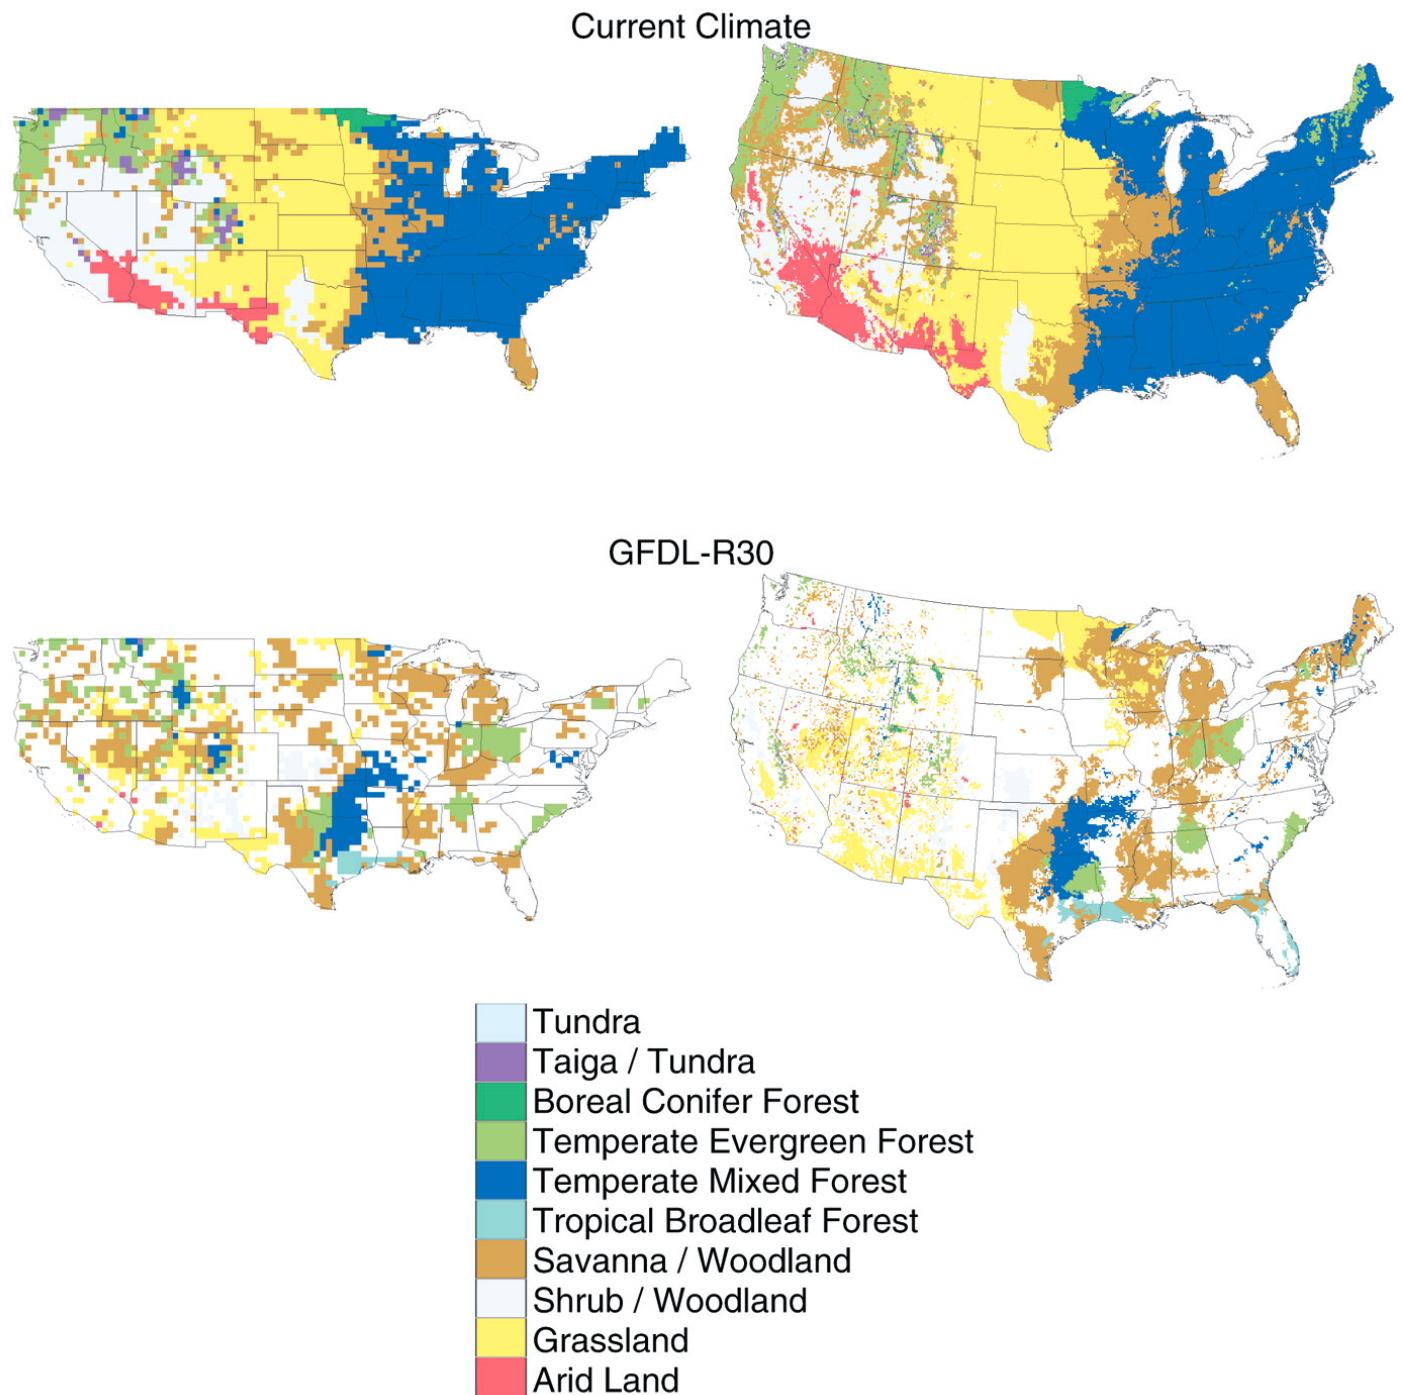 Current Climate
GFDL-R30
Tundra
Taiga / Tundra
Boreal Conifer Forest
Temperate Evergreen Forest
Temperate Mixed Forest
Tropical Broadleaf Forest
Savanna / Woodland
Shrub / Woodland
Grassland
Arid Land